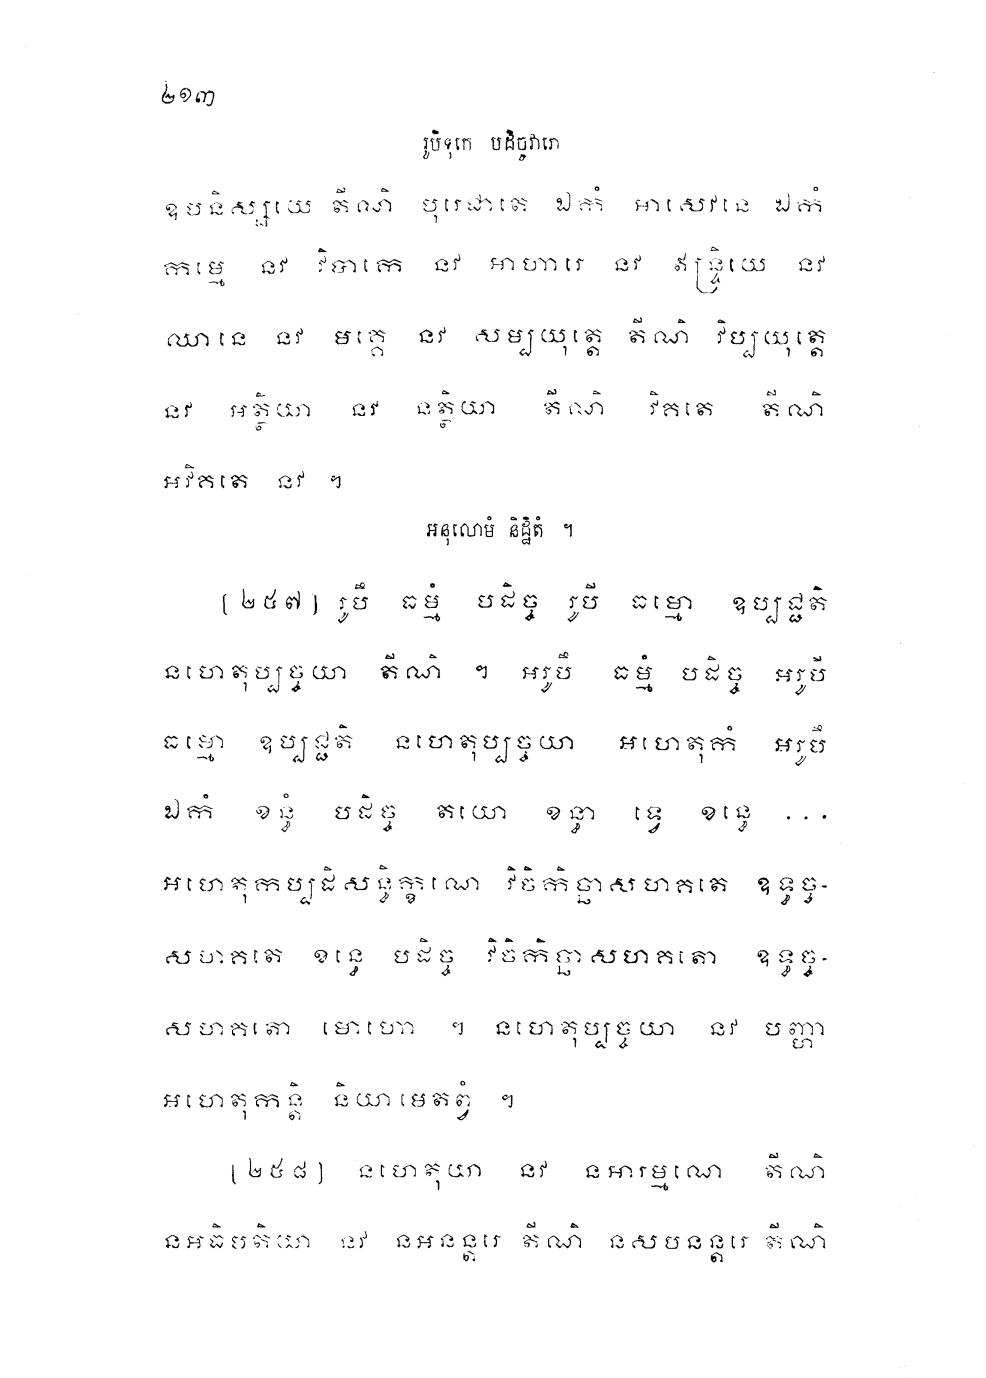 ២១៣
រូបិទុកេ បដិច្ចវារោ
ឧបនិស្សយេ តីណិ បុរេជាតេ ឯកំ អាសេវនេ ឯកំ
កម្មេ នវ វិបាកេ នវ អាហារេ នវ ឥន្ទ្រិយេ នវ
ឈានេ នវ មគ្គេ នវ សម្បយុត្តេ តីណិ វិប្បយុត្តេ
នវ អត្ថិយា នវ នត្ថិយា តីណិ វិគតេ តីណិ
អវិគតេ នវ ។
អនុលោមំ និដ្ឋិតំ ។
[២៥៧] រូបឹ ធម្មំ បដិច្ច រូបី ធម្មោ ឧប្បជ្ជតិ
នហេតុប្បច្ចយា តីណិ ។ អរូបឹ ធម្មំ បដិច្ច អរូបី
ធម្មោ ឧប្បជ្ជតិ នហេតុប្បច្ចយា អហេតុកំ អរូបឹ
ឯកំ ខន្ធំ បដិច្ច តយោ ខន្ធា ទ្វេ ខន្ធេ ...
អហេតុកប្បដិសន្ធិក្ខណេ វិចិកិច្ឆាសហគតេ ឧទ្ធច្ច-
សហគតេ ខន្ធេ បដិច្ច វិចិកិច្ឆាសហគតោ ឧទ្ធច្ច-
សហគតោ មោហោ ។ នហេតុប្បច្ចយា នវ បញ្ហា
អហេតុកន្តិ និយាមេតព្វំ ។
[២៥៨] នហេតុយា នវ នអារម្មណេ តីណិ
នអធិបតិយា នវ នអនន្តរេ តីណិ នសមនន្តរេ តីណិ